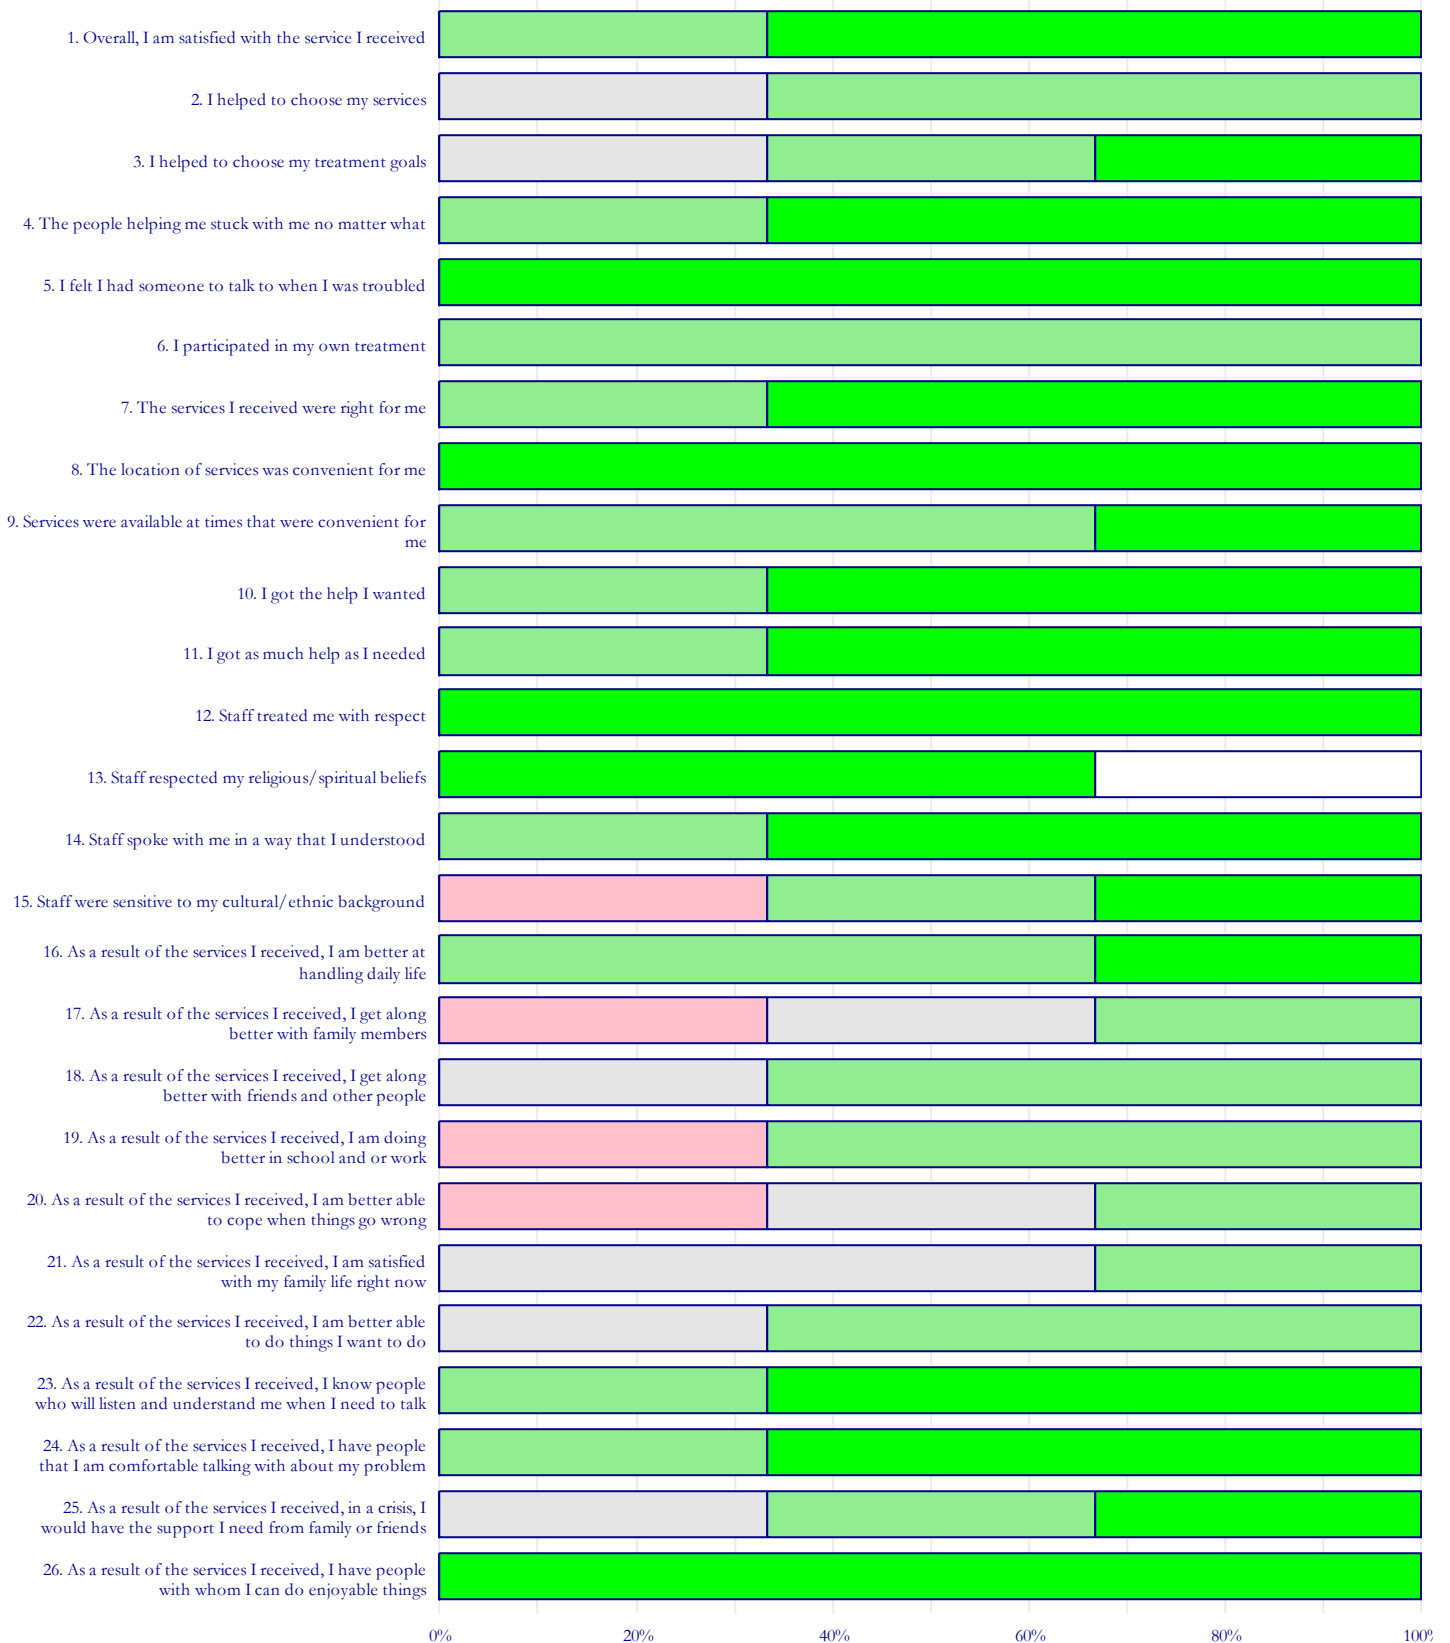 1. Overall, I am satisfied with the service I received
2. I helped to choose my services
3. I helped to choose my treatment goals
4. The people helping me stuck with me no matter what
5. I felt I had someone to talk to when I was troubled
6. I participated in my own treatment
7. The services I received were right for me
8. The location of services was convenient for me
9. Services were available at times that were convenient for
me
10. I got the help I wanted
11. I got as much help as I needed
12. Staff treated me with respect
13. Staff respected my religious/spiritual beliefs
14. Staff spoke with me in a way that I understood
15. Staff were sensitive to my cultural/ethnic background
16. As a result of the services I received, I am better at
handling daily life
17. As a result of the services I received, I get along
better with family members
18. As a result of the services I received, I get along
better with friends and other people
19. As a result of the services I received, I am doing
better in school and or work
20. As a result of the services I received, I am better able
to cope when things go wrong
21. As a result of the services I received, I am satisfied
with my family life right now
22. As a result of the services I received, I am better able
to do things I want to do
23. As a result of the services I received, I know people
who will listen and understand me when I need to talk
24. As a result of the services I received, I have people
that I am comfortable talking with about my problem
25. As a result of the services I received, in a crisis, I
would have the support I need from family or friends
26. As a result of the services I received, I have people
with whom I can do enjoyable things
0% 20% 40% 60% 80% 100%